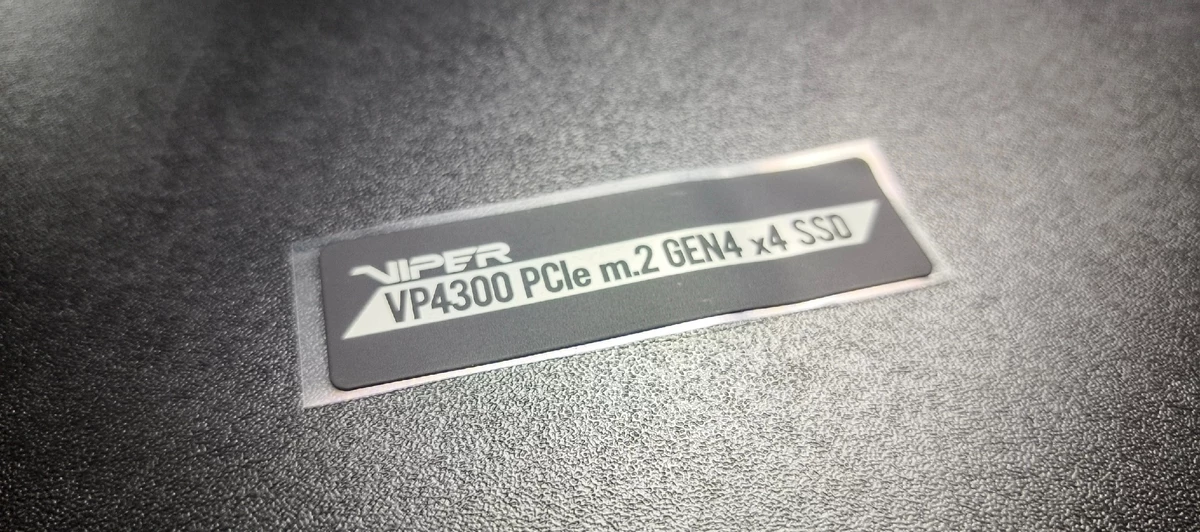 VIPER
VP4300 PCIe m.2 GEN4 x4 SSD